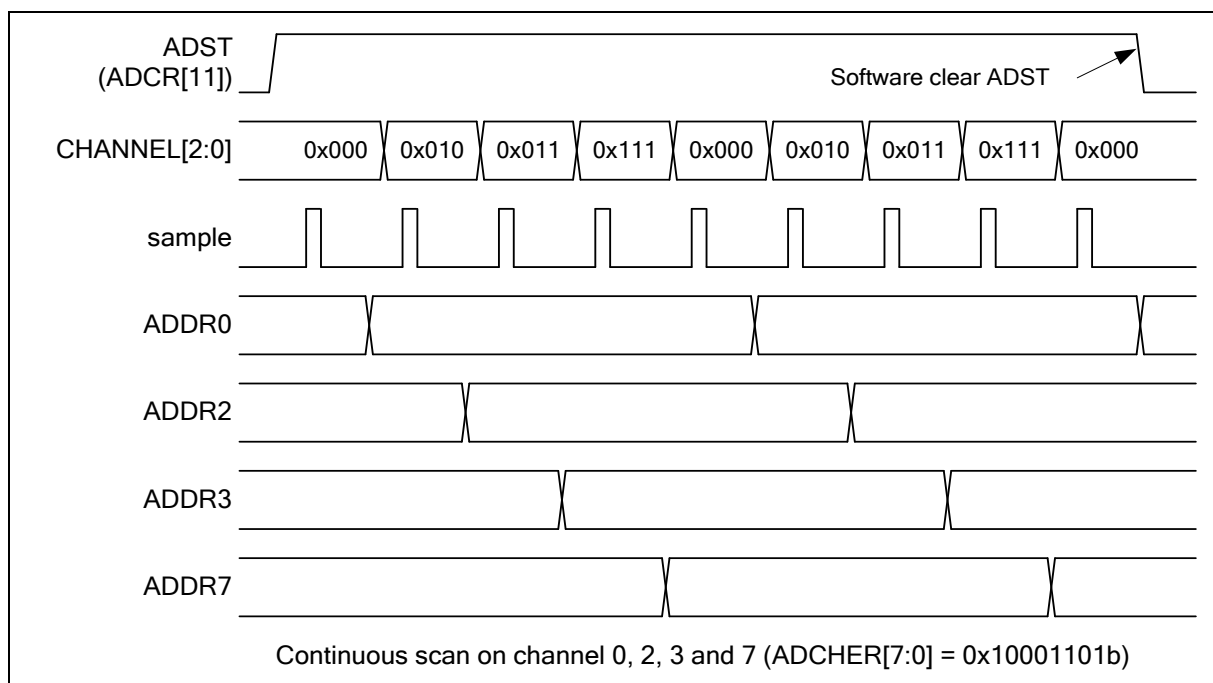 ADST
(ADCR[11])
Software clear ADST
CHANNEL[2:0]
0x000 0x010 0x011 0x111 0x000 0x010 0x011 0x111 0x000
sample
ADDR0
ADDR2
ADDR3
ADDR7
Continuous scan on channel 0, 2, 3 and 7 (ADCHER[7:0] = 0x10001101b)